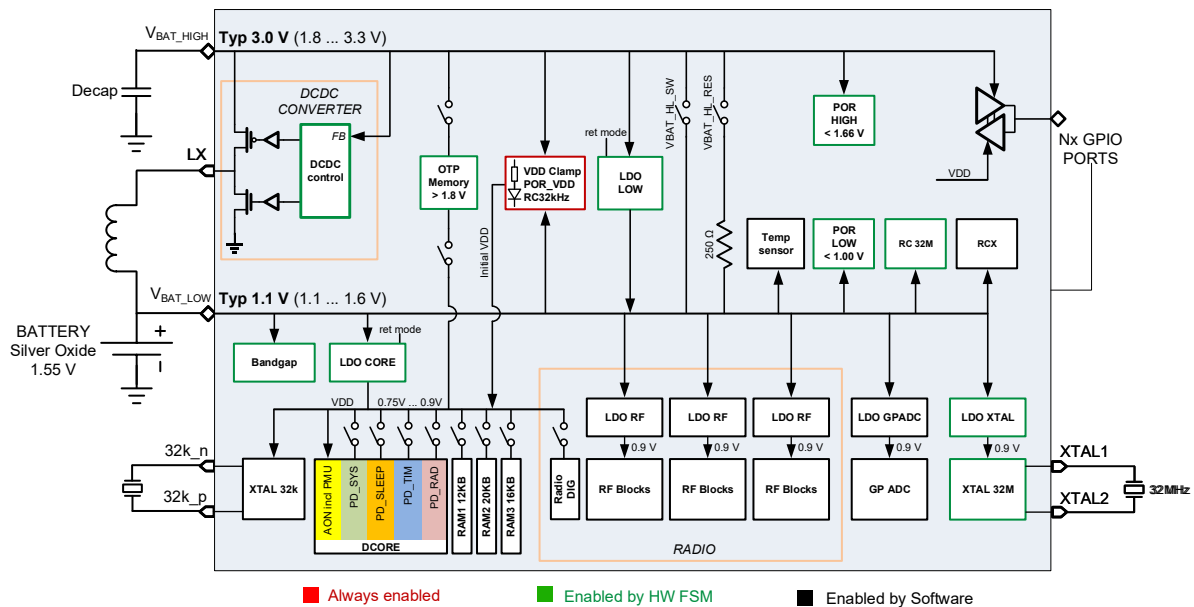 V_BAT_HIGH
Typ 3.0 V (1.8 ... 3.3 V)
Decap
DCDC
CONVERTER
FB
DCDC
control
LX
OTP
Memory
> 1.8 V
Initial VDD
VDD Clamp
POR_VDD
RC32kHz
ret mode
LDO
LOW
VBAT_HL_SW
VBAT_HL_RES
250 Ω
POR
HIGH
< 1.66 V
VDD
Nx GPIO
PORTS
Temp
sensor
POR
LOW
< 1.00 V
RC 32M
RCX
V_BAT_LOW
Typ 1.1 V (1.1 ... 1.6 V)
BATTERY
Silver Oxide
1.55 V
+
Bandgap
ret mode
LDO CORE
VDD
0.75V ... 0.9V
32k_n
32k_p
XTAL 32k
AON incl PMU
PD_SYS
PD_SLEEP
PD_TIM
PD_RAD
DCORE
RAM1 12KB
RAM2 20KB
RAM3 16KB
Radio
DIG
LDO RF
LDO RF
LDO RF
0.9 V
0.9 V
0.9 V
RF Blocks
RF Blocks
RF Blocks
RADIO
LDO GPADC
0.9 V
GP ADC
LDO XTAL
0.9 V
XTAL 32M
XTAL1
XTAL2
32MHz
Always enabled
Enabled by HW FSM
Enabled by Software